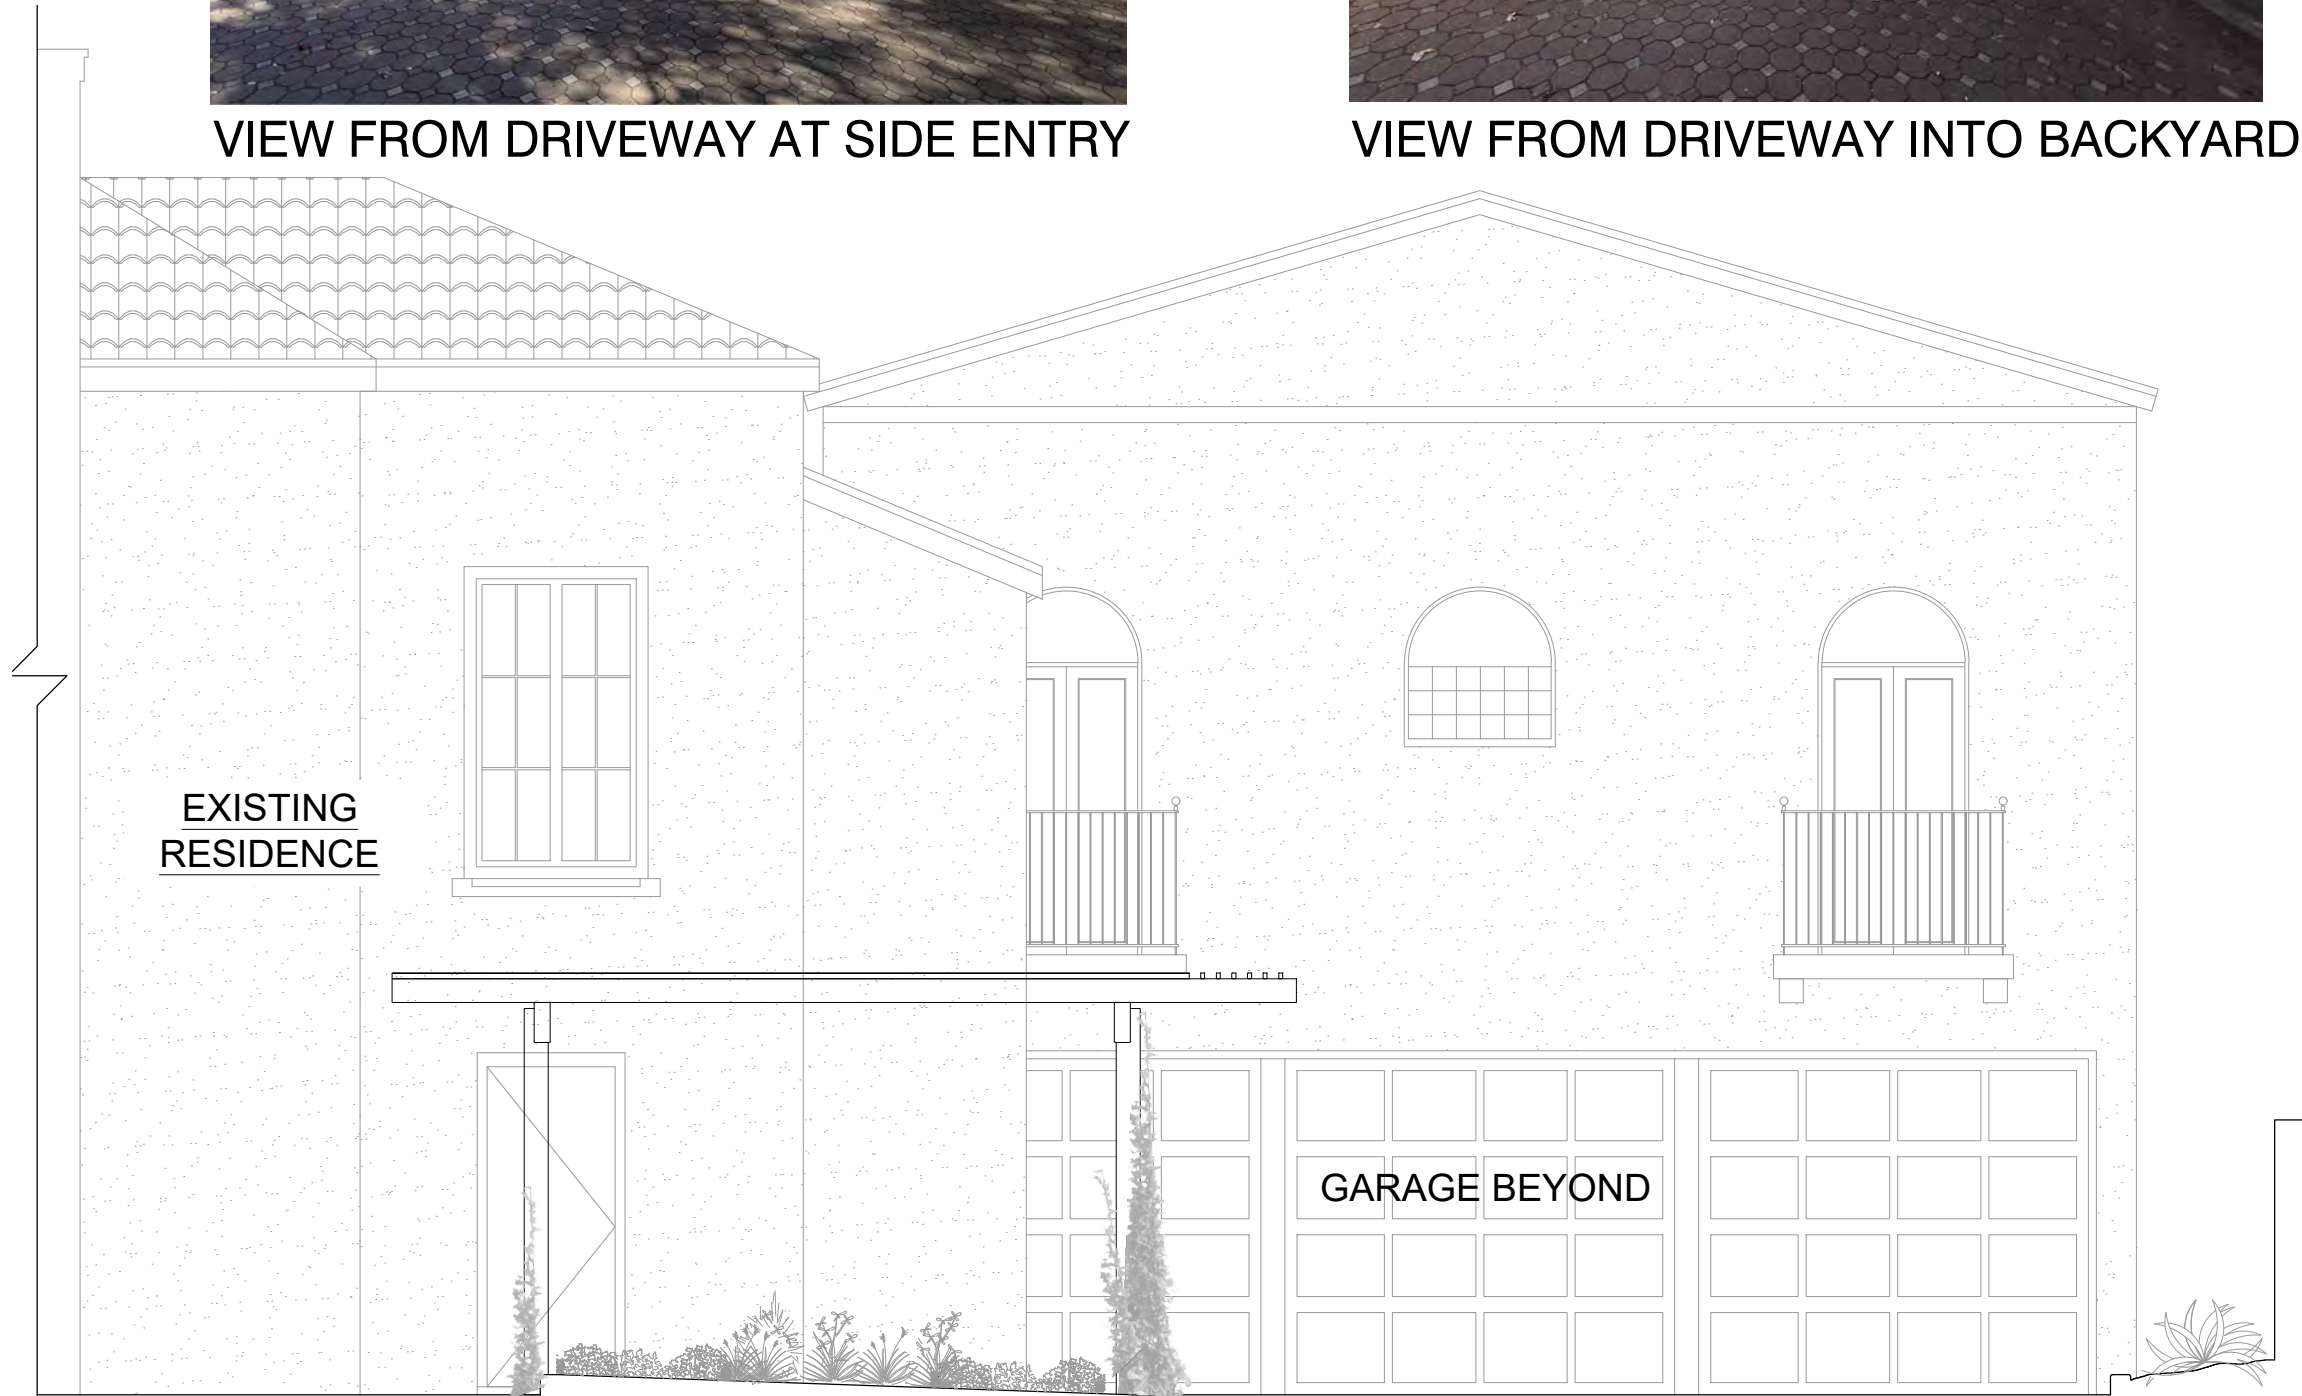 VIEW FROM DRIVEWAY AT SIDE ENTRY
VIEW FROM DRIVEWAY INTO BACKYARD
EXISTING
RESIDENCE
GARAGE BEYOND